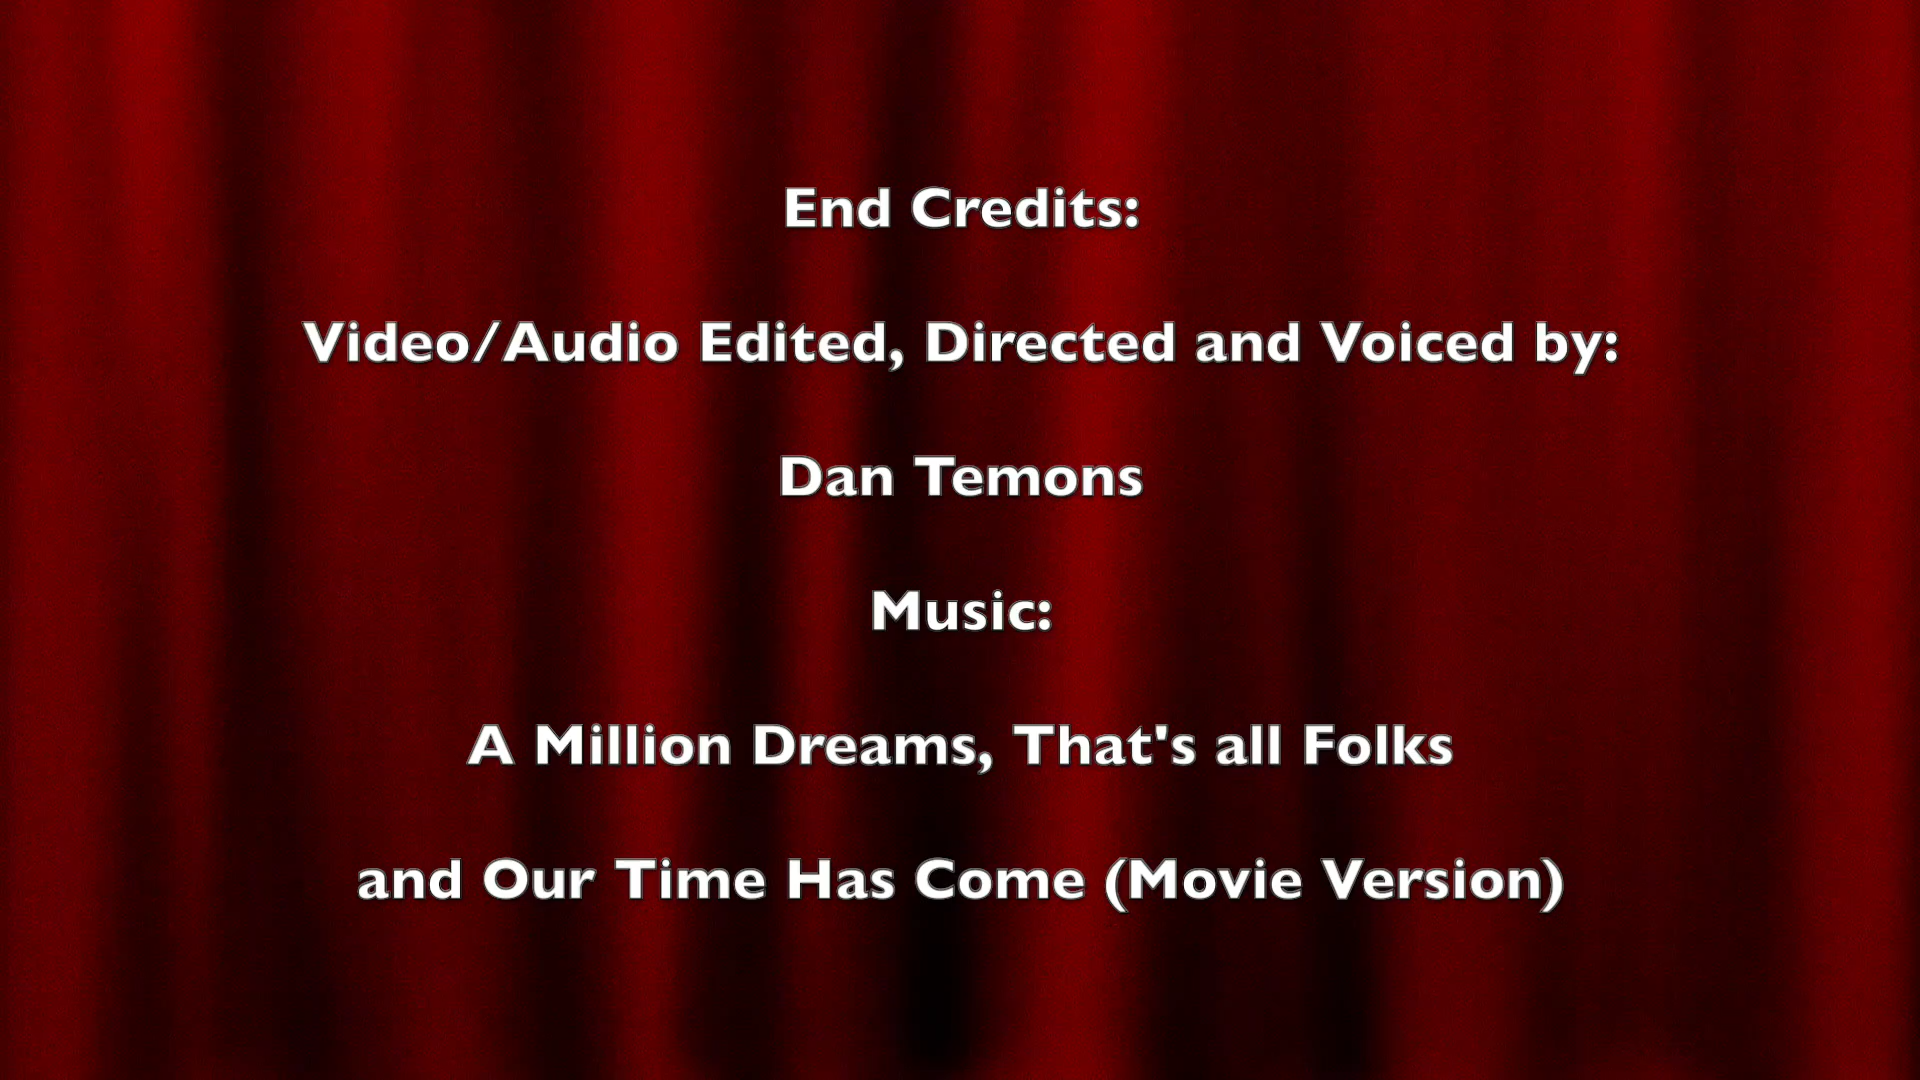 End Credits:
Video/Audio Edited, Directed and Voiced by:
Dan Temons
Music:
A Million Dreams, That's all Folks
and Our Time Has Come (Movie Version)